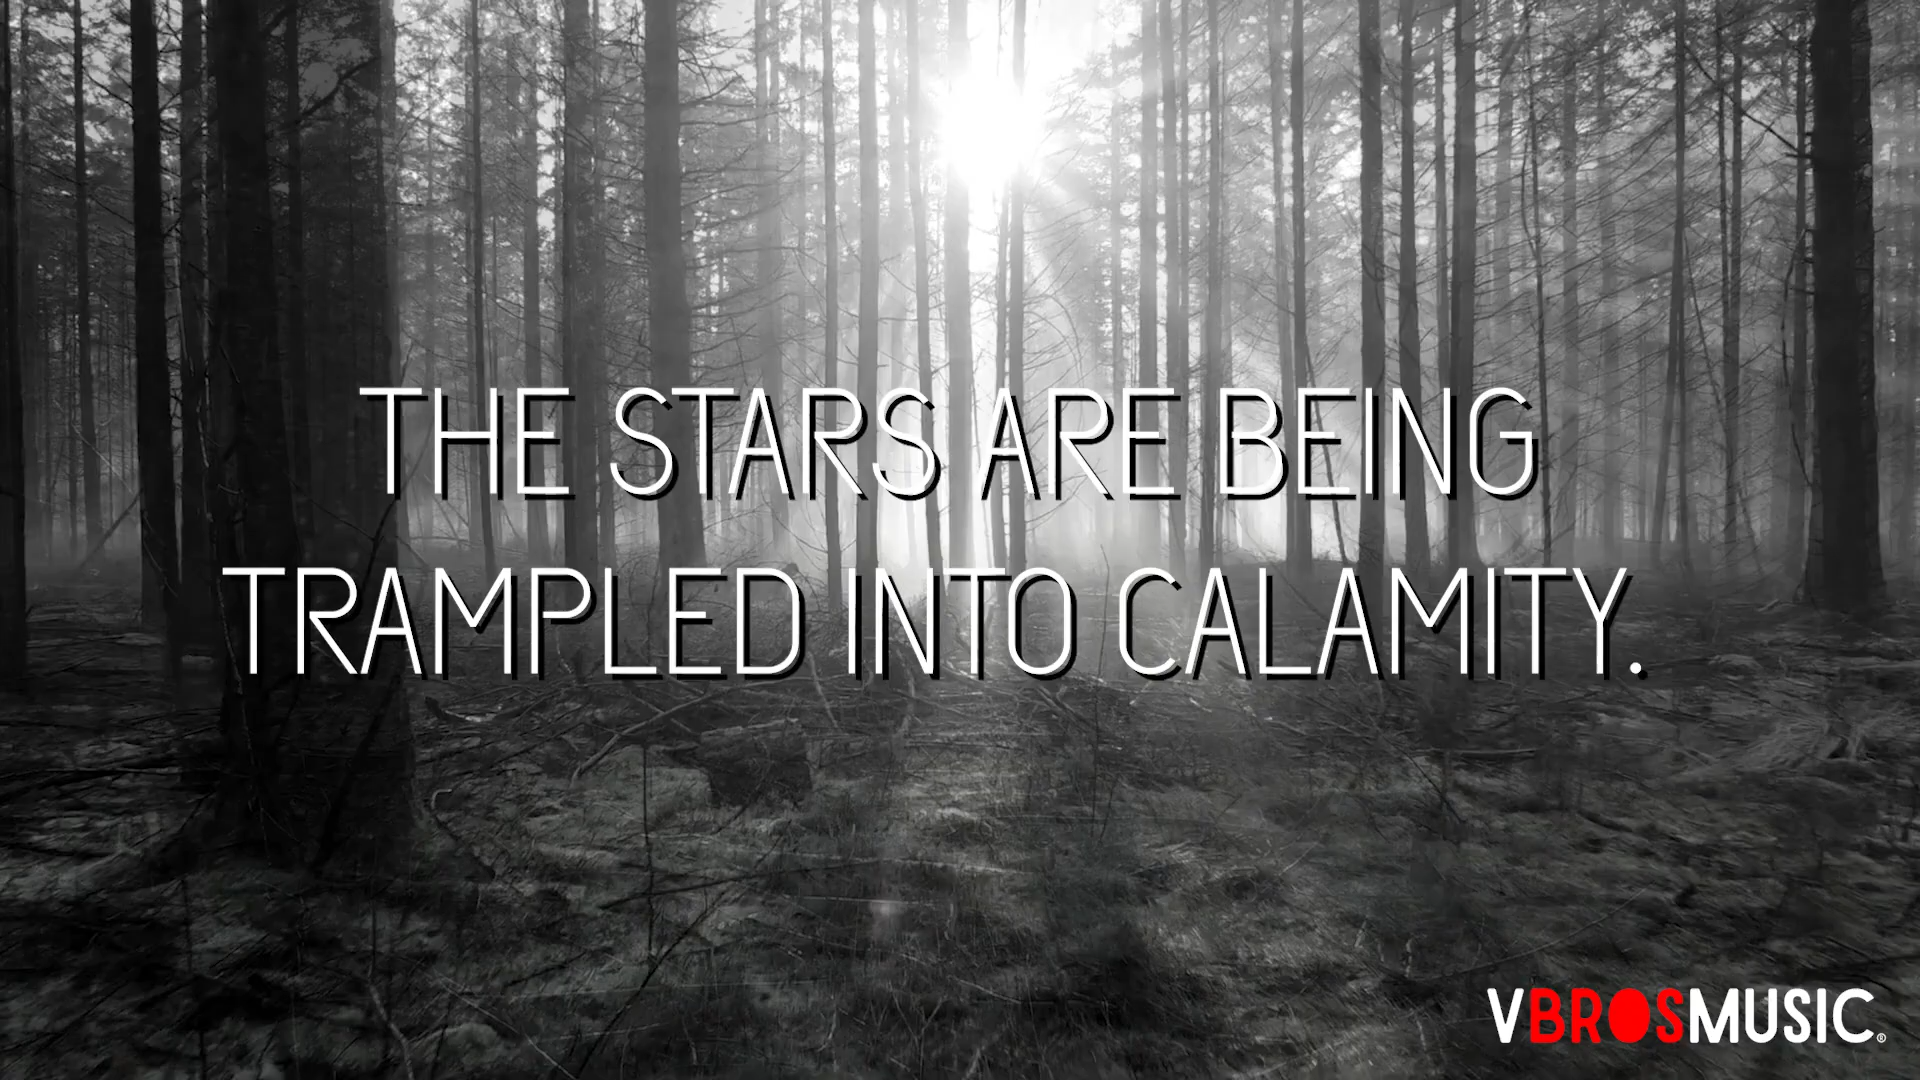 THE STARS ARE BEING
TRAMPLED INTO CALAMITY.
VBROSMUSIC.®